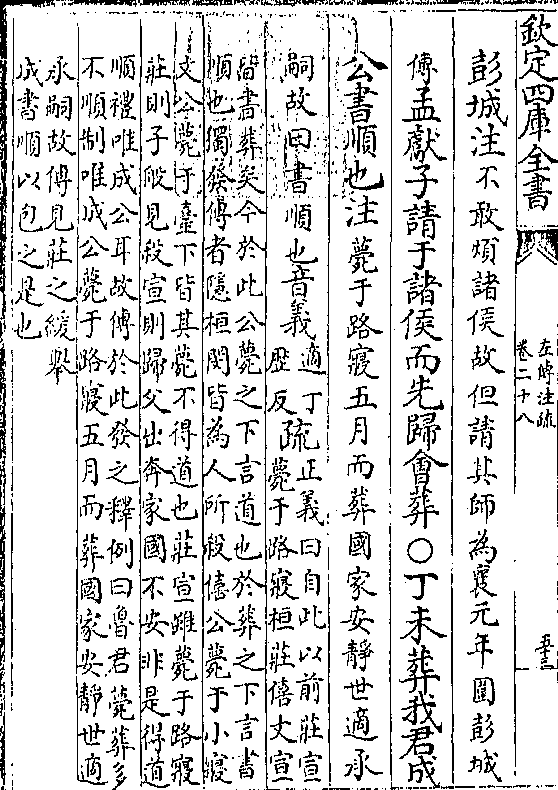 欽定四庫全書
左傳注疏
卷二十八
彭城注不敢煩諸侯故但請其師為襄元年圍彭城
傳孟獻子請于諸侯而先歸會葬○丁未葬我君成
公書順也注薨于路寢五月而葬國家安靜世適承
嗣故曰書順也音義適丁歷反疏正義曰自此以前莊宣
薨于路寢桓莊僖文宣
皆書葬矣今於此公薨之下言道也於葬之下言書
順也獨發傳者隱桓閔皆為人所殺僖公薨于小寢
文公薨于臺下皆其薨不得道也莊宣雖薨于路寢
莊則子般見殺宣則歸父出奔家國不安非是得道
順禮唯成公耳故傳於此發之釋例曰魯君薨葬多
不順制唯成公薨于路寢五月而葬國家安靜世適
承嗣故傳見莊之緩舉
成書順以包之是也